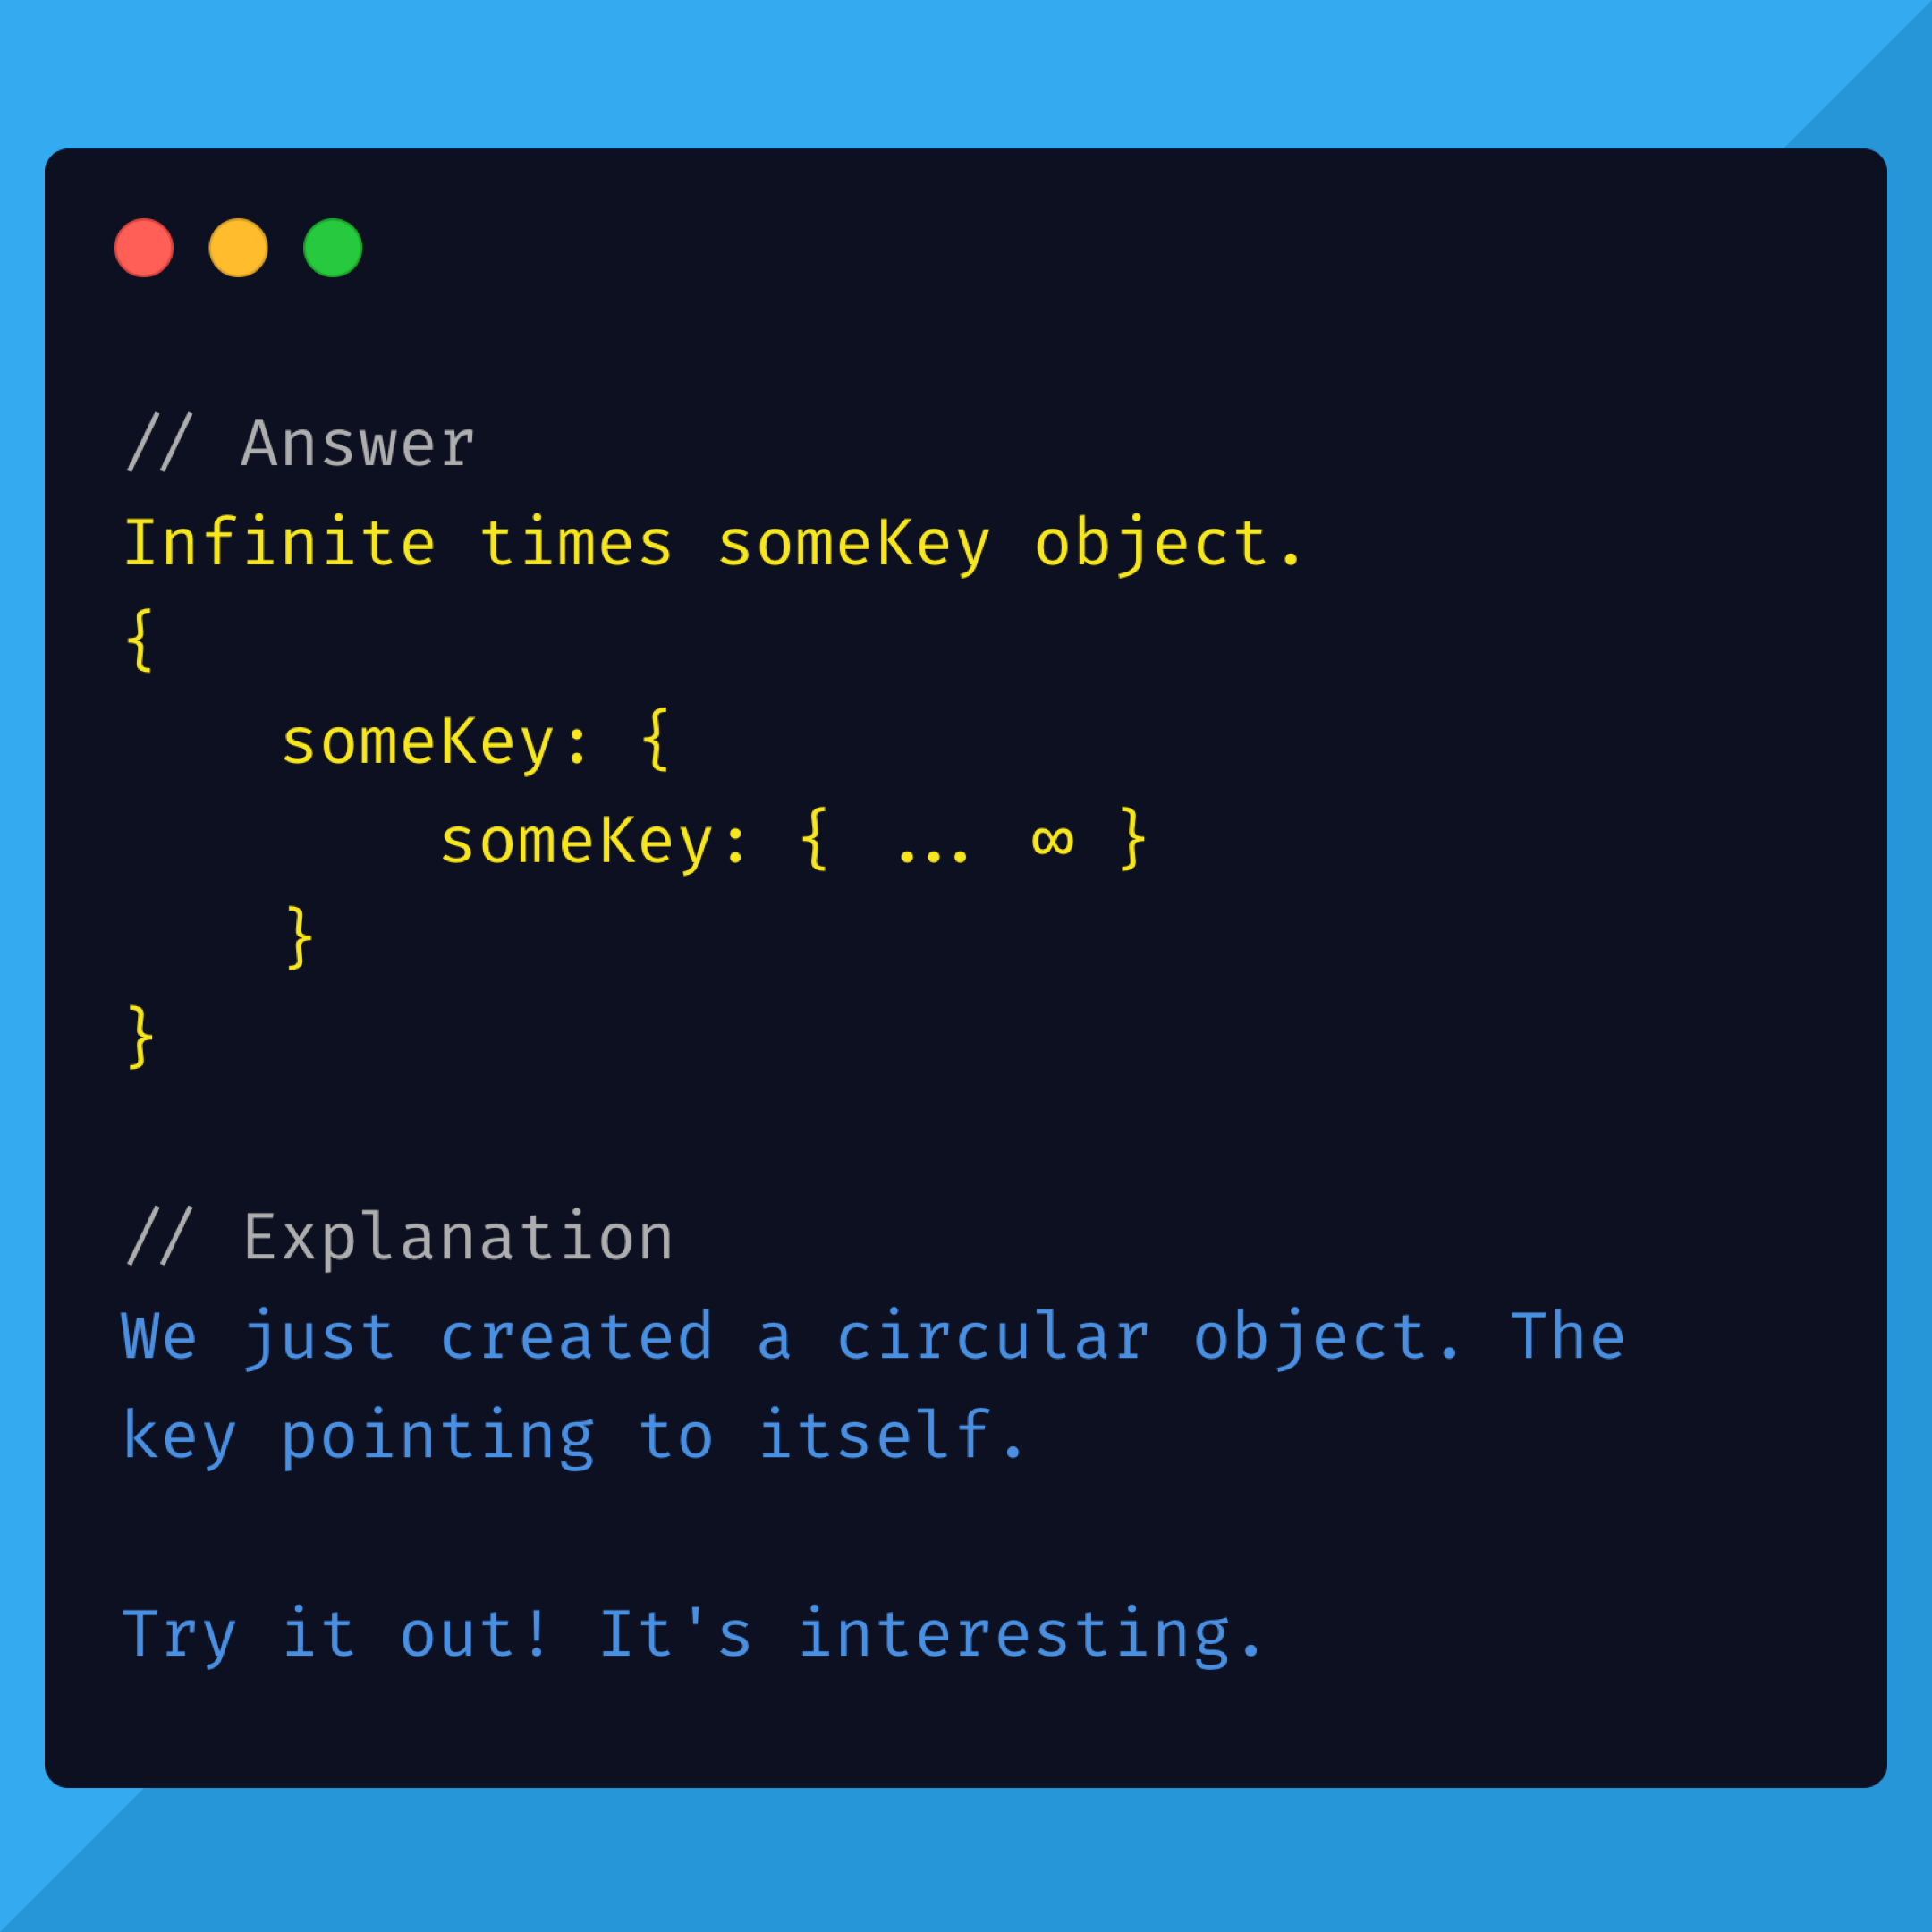 // Answer
Infinite times someKey object.
{
    someKey: {
        someKey: { ... ∞ }
    }
}
// Explanation
We just created a circular object. The
key pointing to itself.
Try it out! It's interesting.